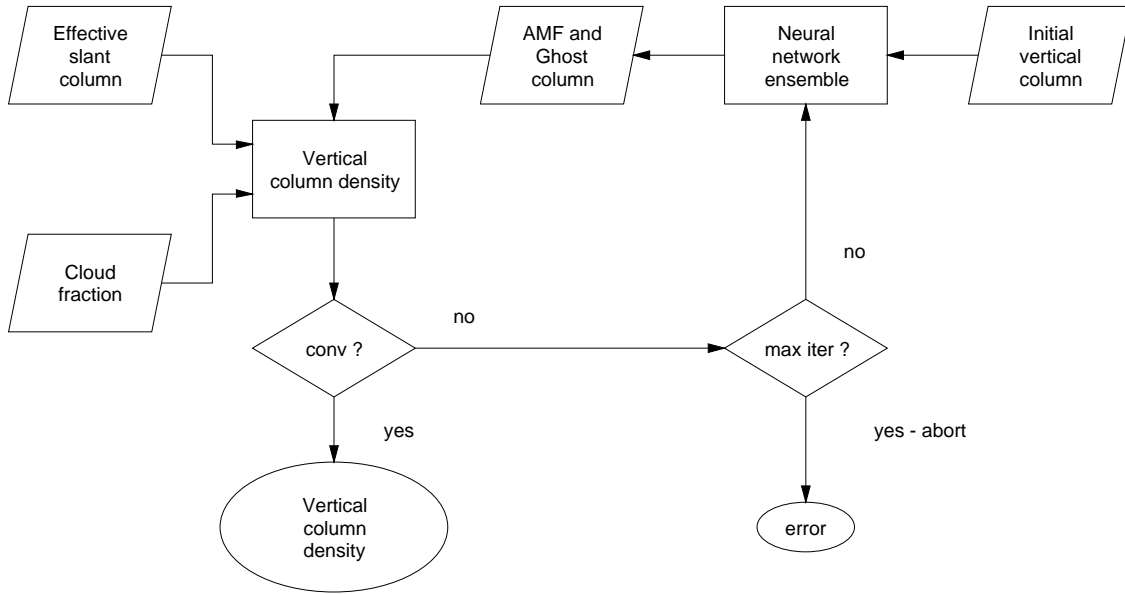 Effective
slant
column
AMF and
Ghost
column
Neural
network
ensemble
Initial
vertical
column
Vertical
column density
Cloud
fraction
no
no
conv ?
max iter ?
yes
yes - abort
Vertical
column
density
error